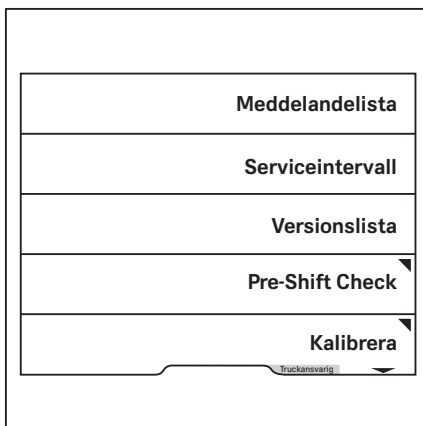 Meddelandelista
Serviceintervall
Versionslista
Pre-Shift Check
Kalibrera
Truckansvarig